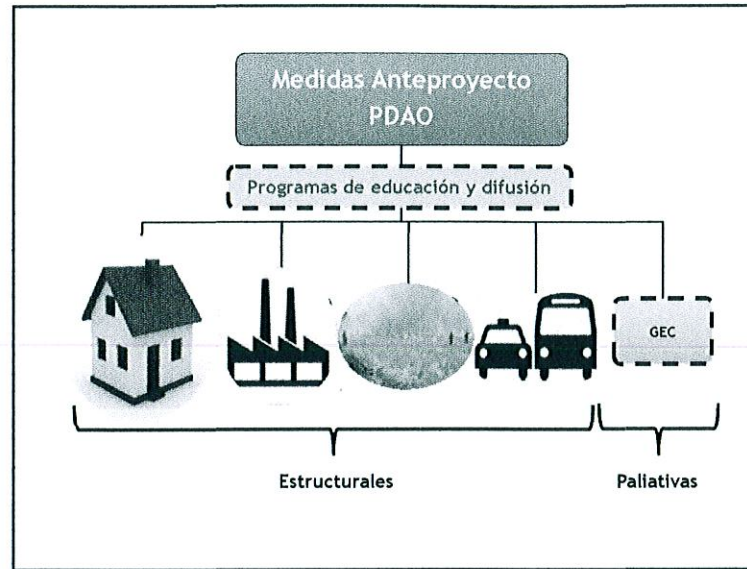 Medidas Anteproyecto
PDAO
Programas de educación y difusión
GEC
Estructurales
Paliativas